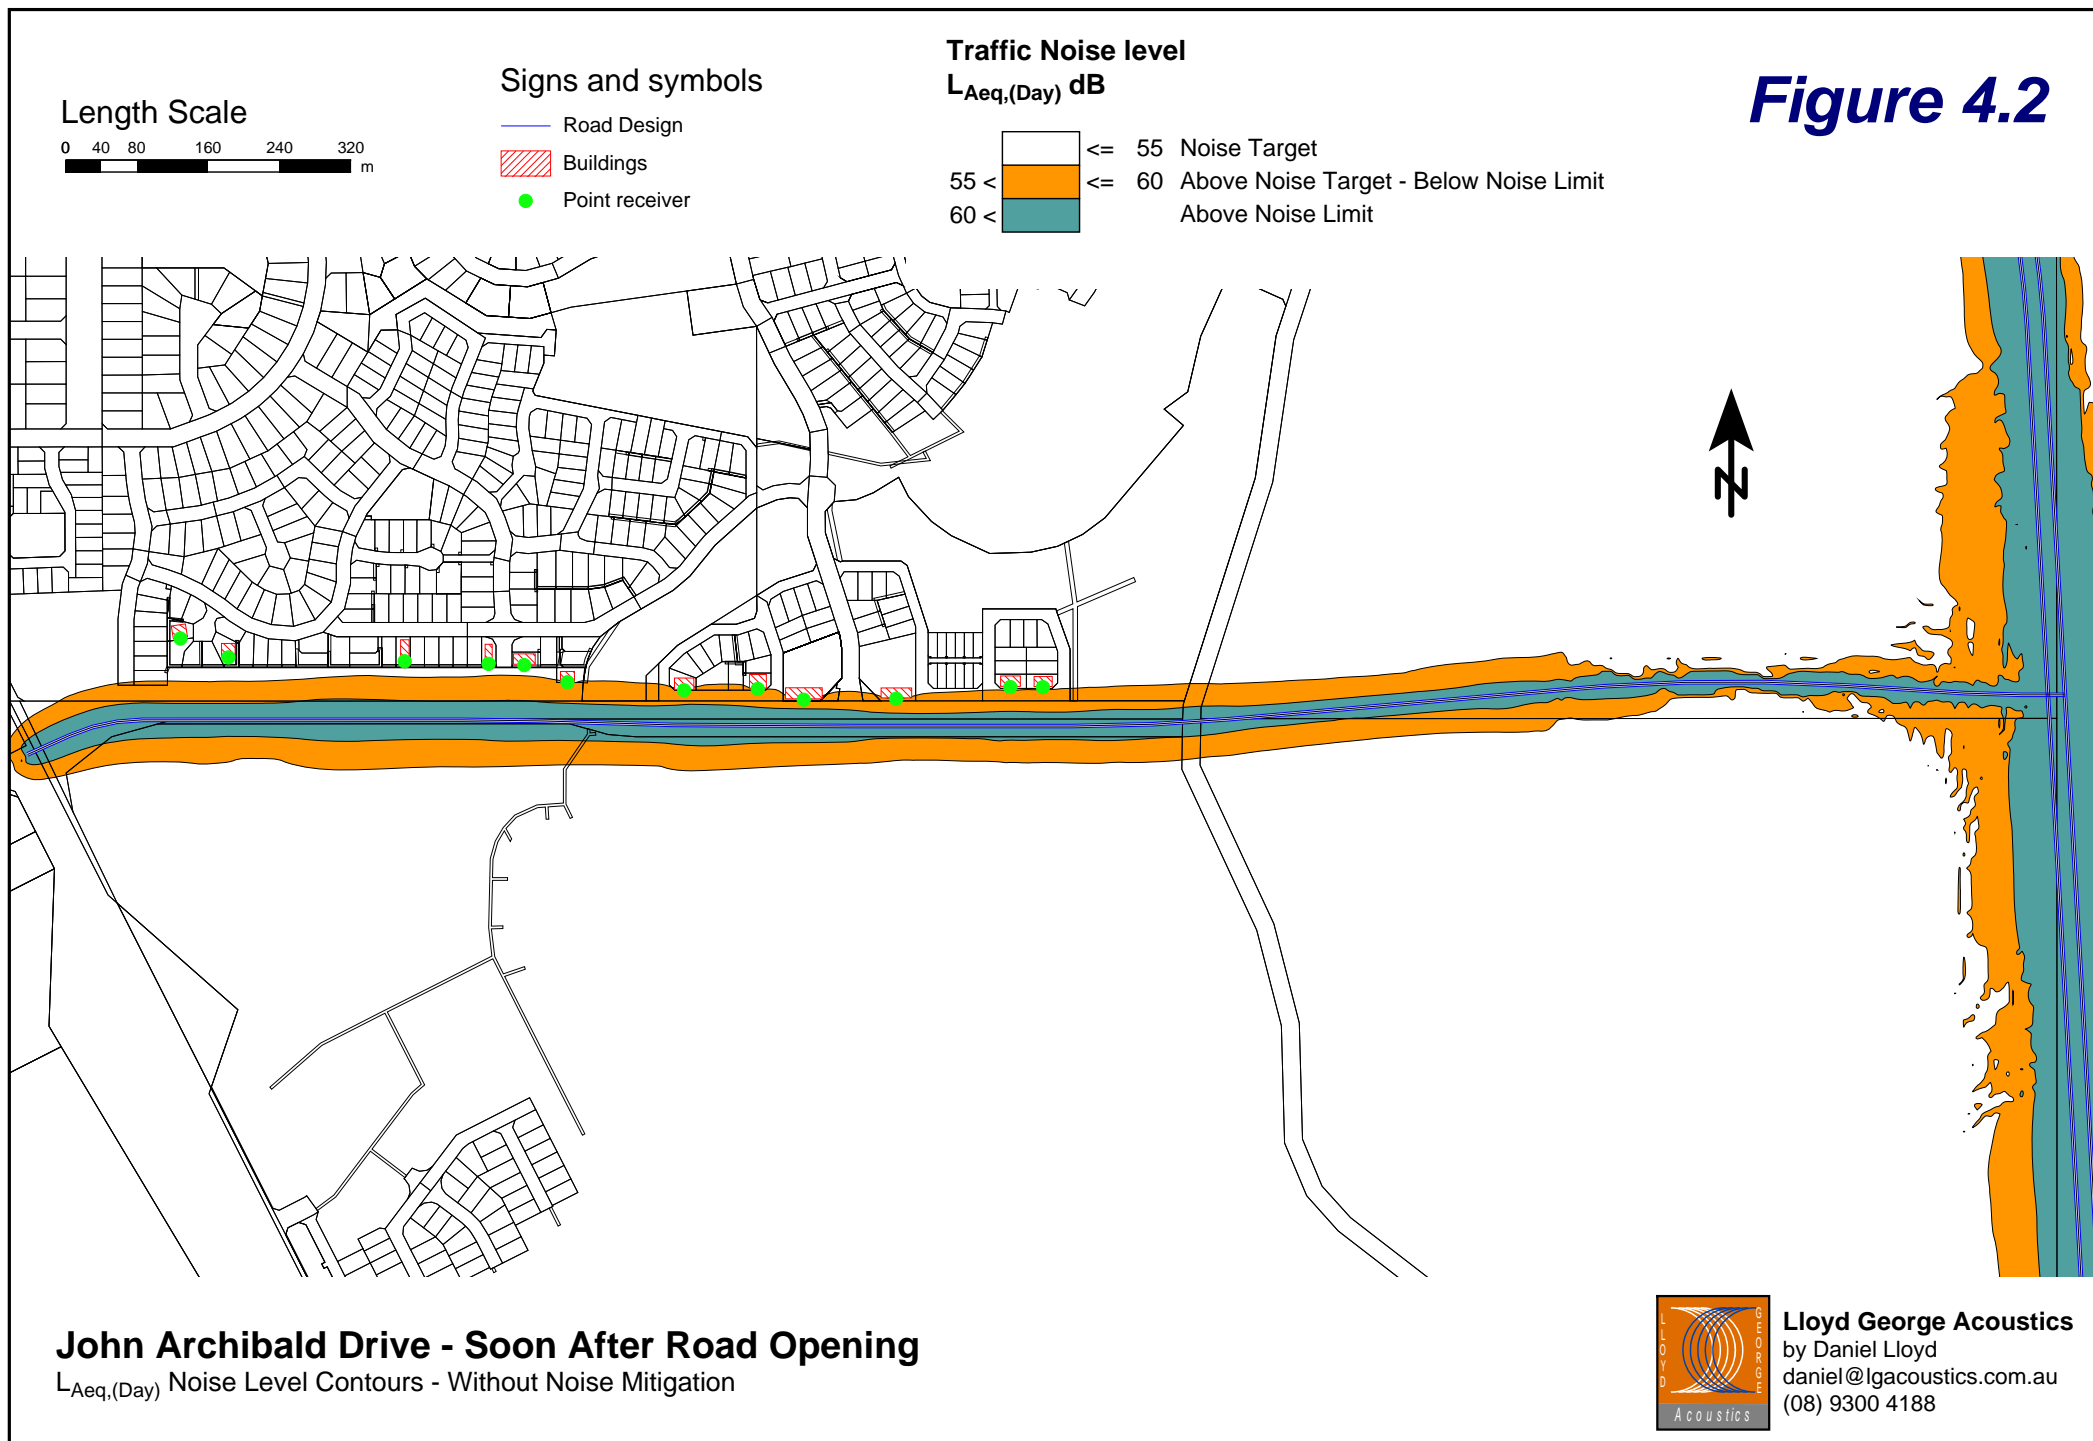 Length Scale
0 40 80 160 240 320
m
Signs and symbols
Road Design
Buildings
Point receiver
Traffic Noise level
LAeq,(Day) dB
<= 55 Noise Target
55 < <= 60 Above Noise Target - Below Noise Limit
60 < Above Noise Limit
Figure 4.2
N
John Archibald Drive - Soon After Road Opening
LAeq,(Day) Noise Level Contours - Without Noise Mitigation
LLOYD
GEORGE
Acoustics
Lloyd George Acoustics
by Daniel Lloyd
daniel@lgacoustics.com.au
(08) 9300 4188